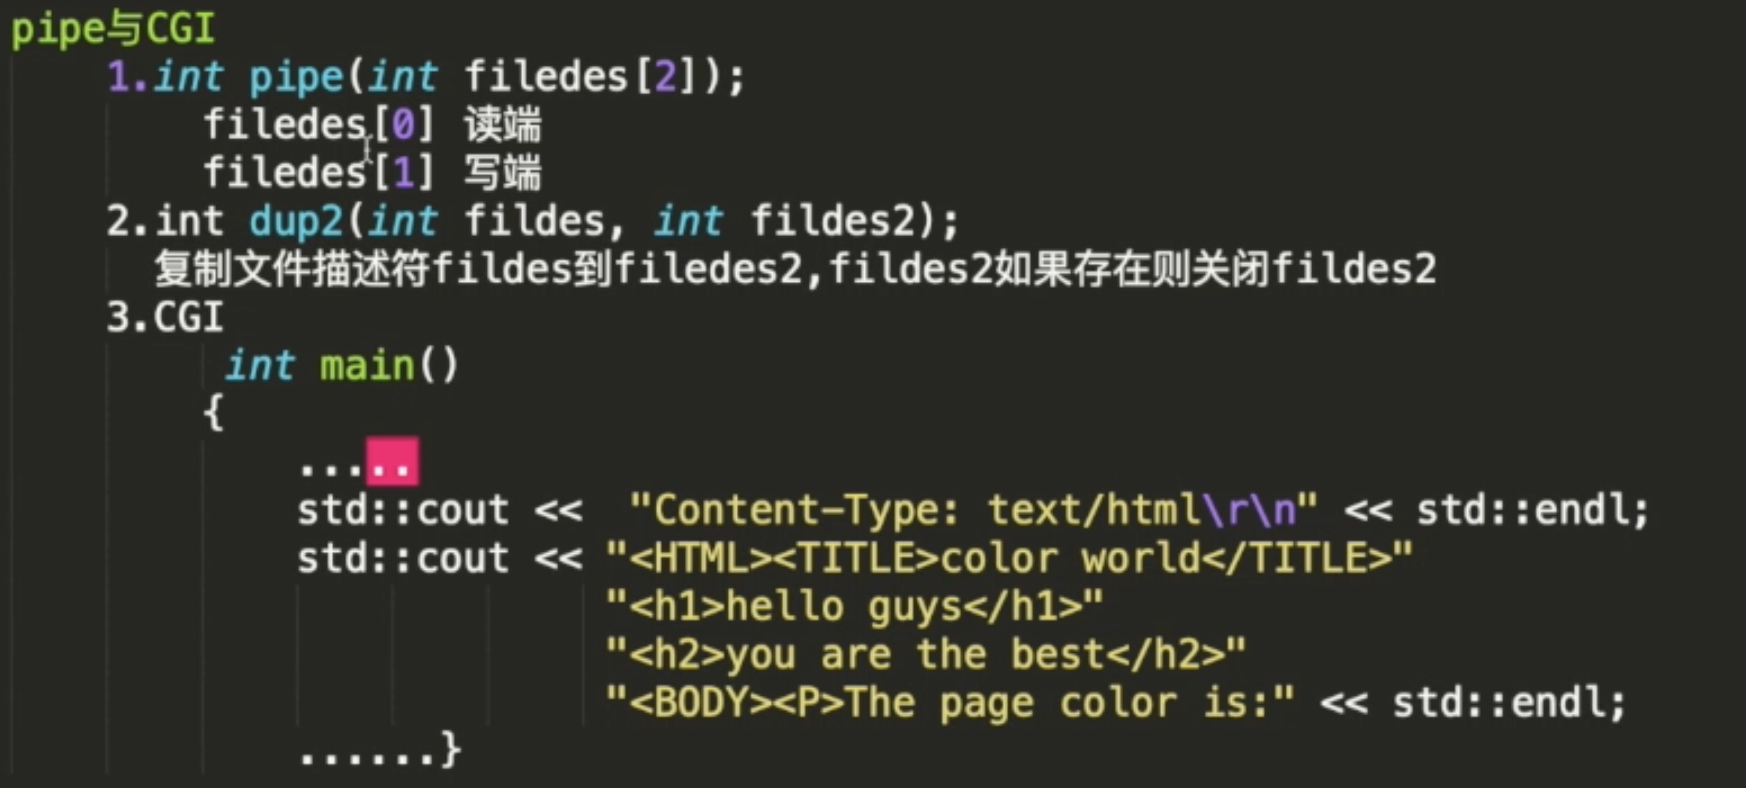 pipe与CGI
1.int pipe(int filedes[2]);
filedes[0] 读端
filedes[1] 写端
2.int dup2(int fildes, int fildes2);
复制文件描述符fildes到filedes2,fildes2如果存在则关闭fildes2
3.CGI
int main()
{
.....
std::cout <<  "Content-Type: text/html\r\n" << std::endl;
std::cout << "<HTML><TITLE>color world</TITLE>"
"<h1>hello guys</h1>"
"<h2>you are the best</h2>"
"<BODY><P>The page color is:" << std::endl;
......}